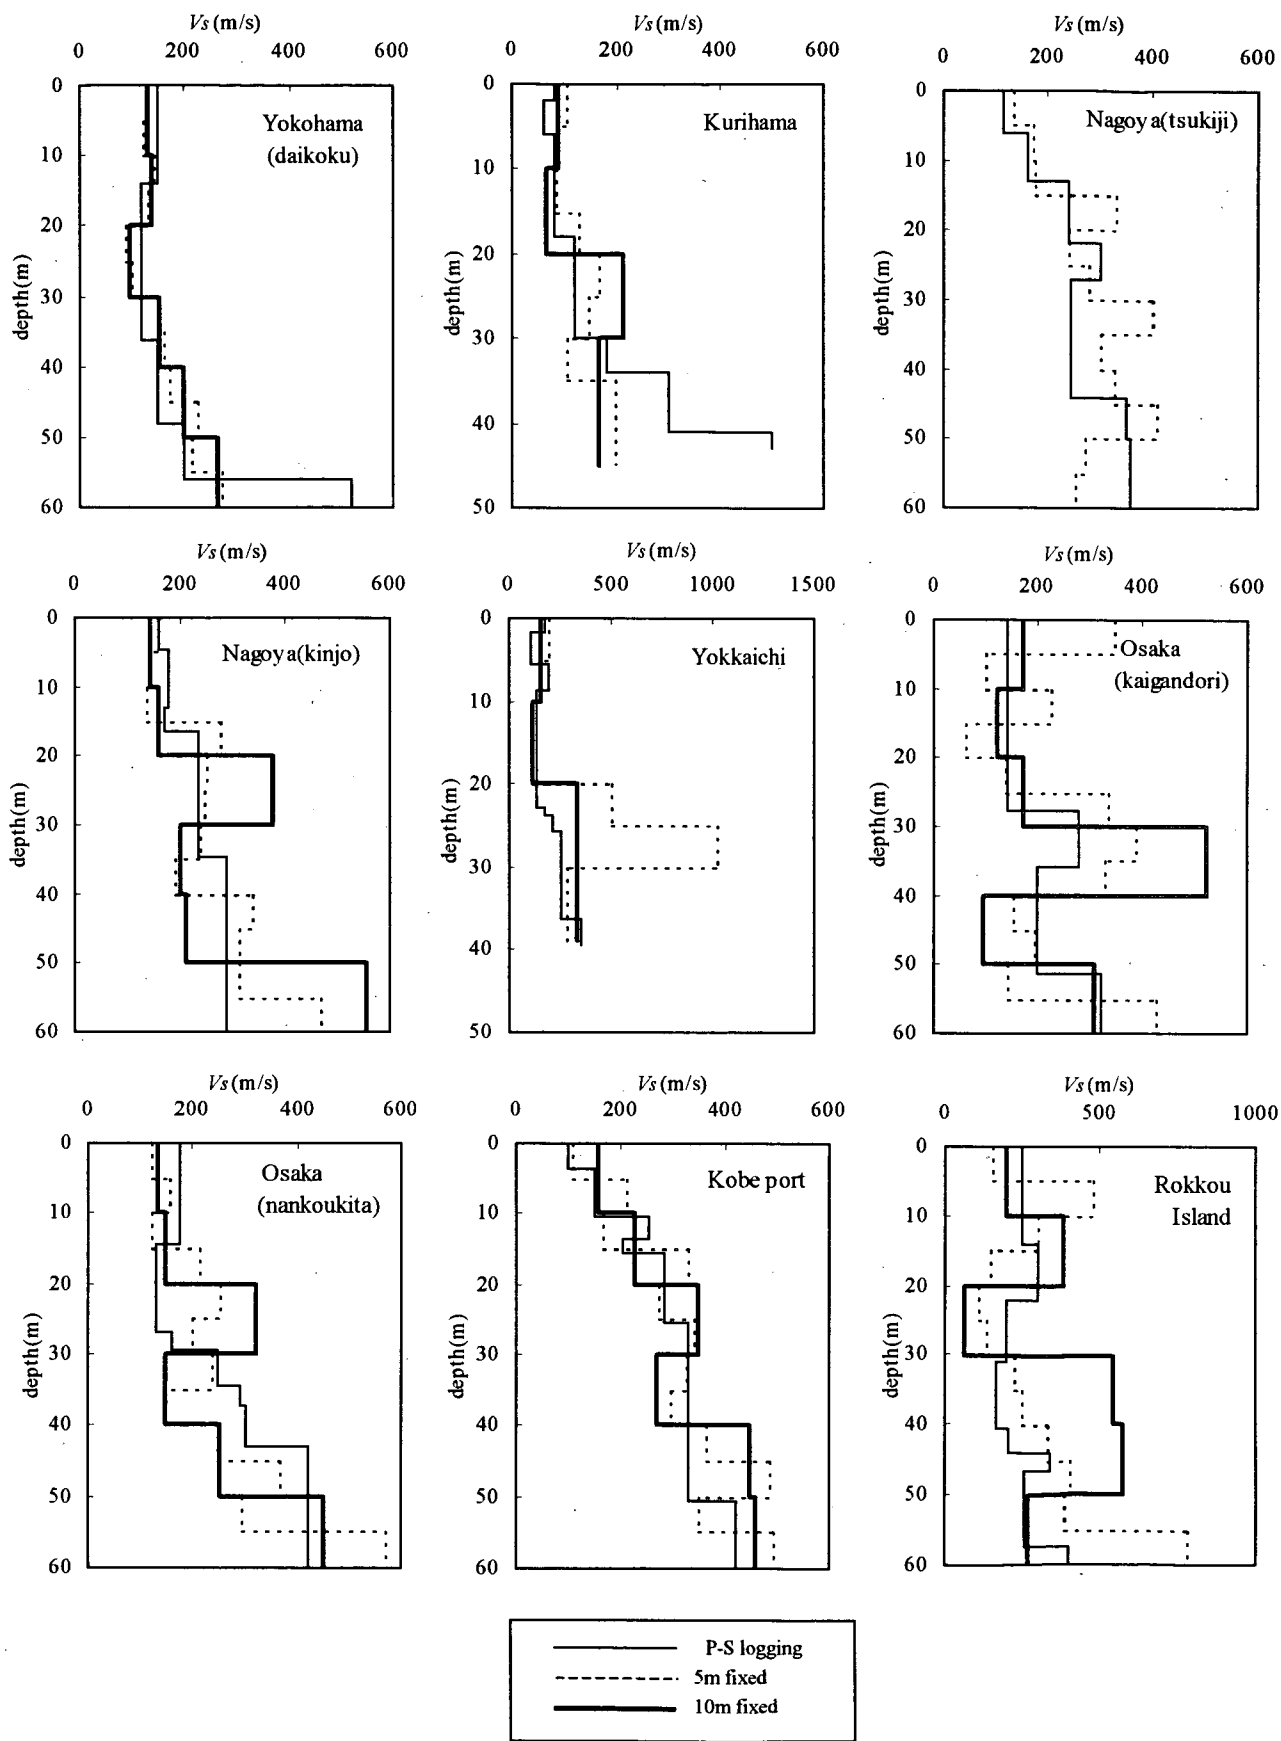 Vs (m/s)
0 200 400 600
0
10
20
30
40
50
60
depth(m)
Yokohama
(daikoku)
Vs (m/s)
0 200 400 600
0
10
20
30
40
50
depth(m)
Kurihama
Vs (m/s)
0 200 400 600
0
10
20
30
40
50
60
depth(m)
Nagoya(tsukiji)
Vs (m/s)
0 200 400 600
0
10
20
30
40
50
60
depth(m)
Nagoya(kinjo)
Vs (m/s)
0 500 1000 1500
0
10
20
30
40
50
depth(m)
Yokkaichi
Vs (m/s)
0 200 400 600
0
10
20
30
40
50
60
depth(m)
Osaka
(kaigandori)
Vs (m/s)
0 200 400 600
0
10
20
30
40
50
60
depth(m)
Osaka
(nankoukita)
Vs (m/s)
0 200 400 600
0
10
20
30
40
50
60
depth(m)
Kobe port
Vs (m/s)
0 500 1000
0
10
20
30
40
50
60
depth(m)
Rokkou
Island
P-S logging
5m fixed
10m fixed